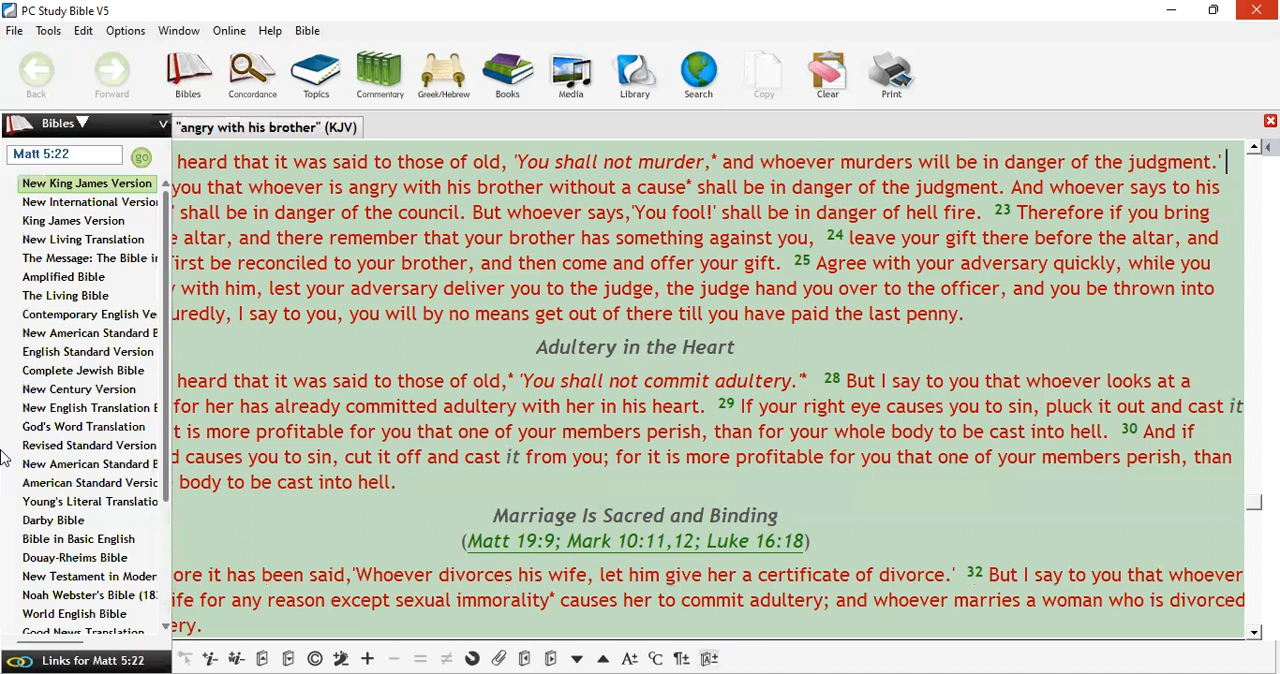 PC Study Bible V5
File Tools Edit Options Window Online Help Bible
Back Forward Bibles Concordance Topics Commentary Greek/Hebrew Books Media Library Search Copy Clear Print
Bibles
"angry with his brother" (KJV)
Matt 5:22
go
New King James Version
New International Versio
King James Version
New Living Translation
The Message: The Bible i
Amplified Bible
The Living Bible
Contemporary English Ve
New American Standard B
English Standard Version
Complete Jewish Bible
New Century Version
New English Translation B
God's Word Translation
Revised Standard Version
New American Standard B
American Standard Versio
Young's Literal Translatio
Darby Bible
Bible in Basic English
Douay-Rheims Bible
New Testament in Moder
Noah Webster's Bible (18
World English Bible
Good News Translation
Links for Matt 5:22
heard that it was said to those of old, 'You shall not murder,* and whoever murders will be in danger of the judgment.'
you that whoever is angry with his brother without a cause* shall be in danger of the judgment. And whoever says to his
' shall be in danger of the council. But whoever says,'You fool!' shall be in danger of hell fire. 23 Therefore if you bring
e altar, and there remember that your brother has something against you, 24 leave your gift there before the altar, and
first be reconciled to your brother, and then come and offer your gift. 25 Agree with your adversary quickly, while you
y with him, lest your adversary deliver you to the judge, the judge hand you over to the officer, and you be thrown into
uredly, I say to you, you will by no means get out of there till you have paid the last penny.
Adultery in the Heart
heard that it was said to those of old,* 'You shall not commit adultery.'* 28 But I say to you that whoever looks at a
for her has already committed adultery with her in his heart. 29 If your right eye causes you to sin, pluck it out and cast it
t is more profitable for you that one of your members perish, than for your whole body to be cast into hell. 30 And if
d causes you to sin, cut it off and cast it from you; for it is more profitable for you that one of your members perish, than
body to be cast into hell.
Marriage Is Sacred and Binding
(Matt 19:9; Mark 10:11,12; Luke 16:18)
ore it has been said,'Whoever divorces his wife, let him give her a certificate of divorce.' 32 But I say to you that whoever
ife for any reason except sexual immorality* causes her to commit adultery; and whoever marries a woman who is divorced
ery.